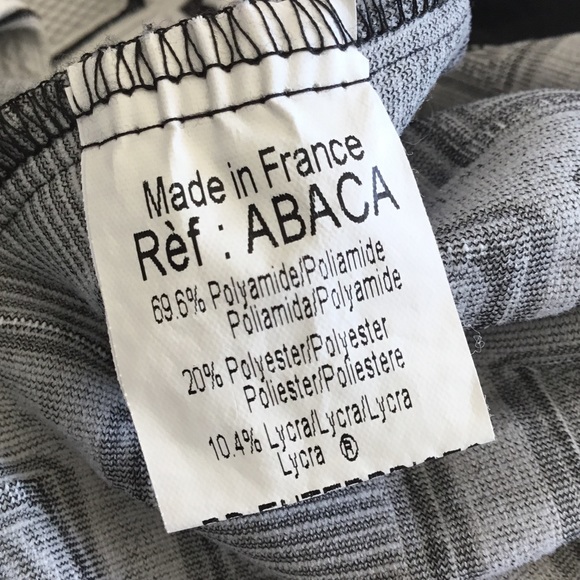 Made in France
Rèf : ABACA
69.6% Polyamide/Poliamide
Póliamida/Polyamide
20% Polyester/Polyester
Poliester/Poliestere
10.4% Lycra/Lycra/Lycra
Lycra ®